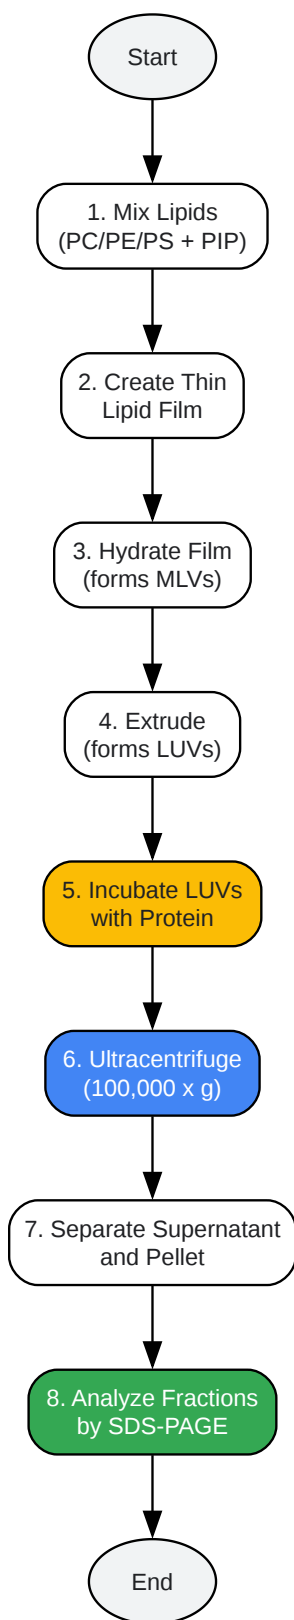 Start
1. Mix Lipids
(PC/PE/PS + PIP)
2. Create Thin
Lipid Film
3. Hydrate Film
(forms MLVs)
4. Extrude
(forms LUVs)
5. Incubate LUVs
with Protein
6. Ultracentrifuge
(100,000 x g)
7. Separate Supernatant
and Pellet
8. Analyze Fractions
by SDS-PAGE
End